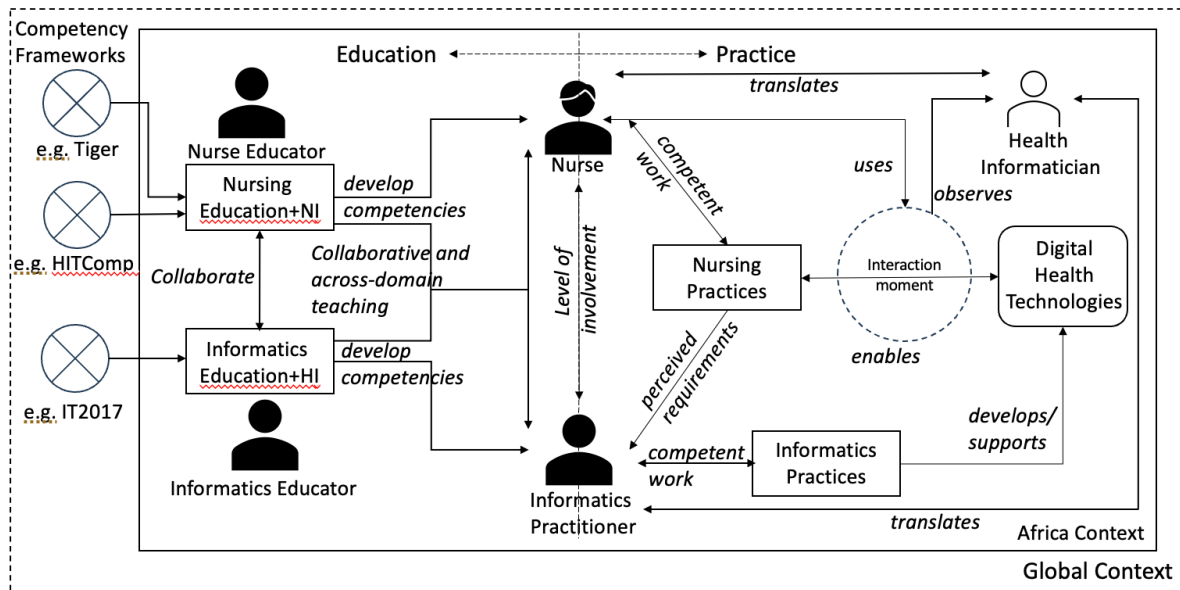 Competency
Frameworks
e.g. Tiger
e.g. HITComp
e.g. IT2017
Education
Practice
Nurse Educator
Nursing
Education+NI
develop
competencies
Collaborate
Collaborative and
across-domain
teaching
Informatics
Education+HI
develop
competencies
Informatics Educator
Nurse
Level of
involvement
Informatics
Practitioner
translates
Health
Informatician
competent
work
uses
observes
Nursing
Practices
Interaction
moment
Digital
Health
Technologies
enables
perceived
requirements
competent
work
Informatics
Practices
develops/
supports
translates
Africa Context
Global Context